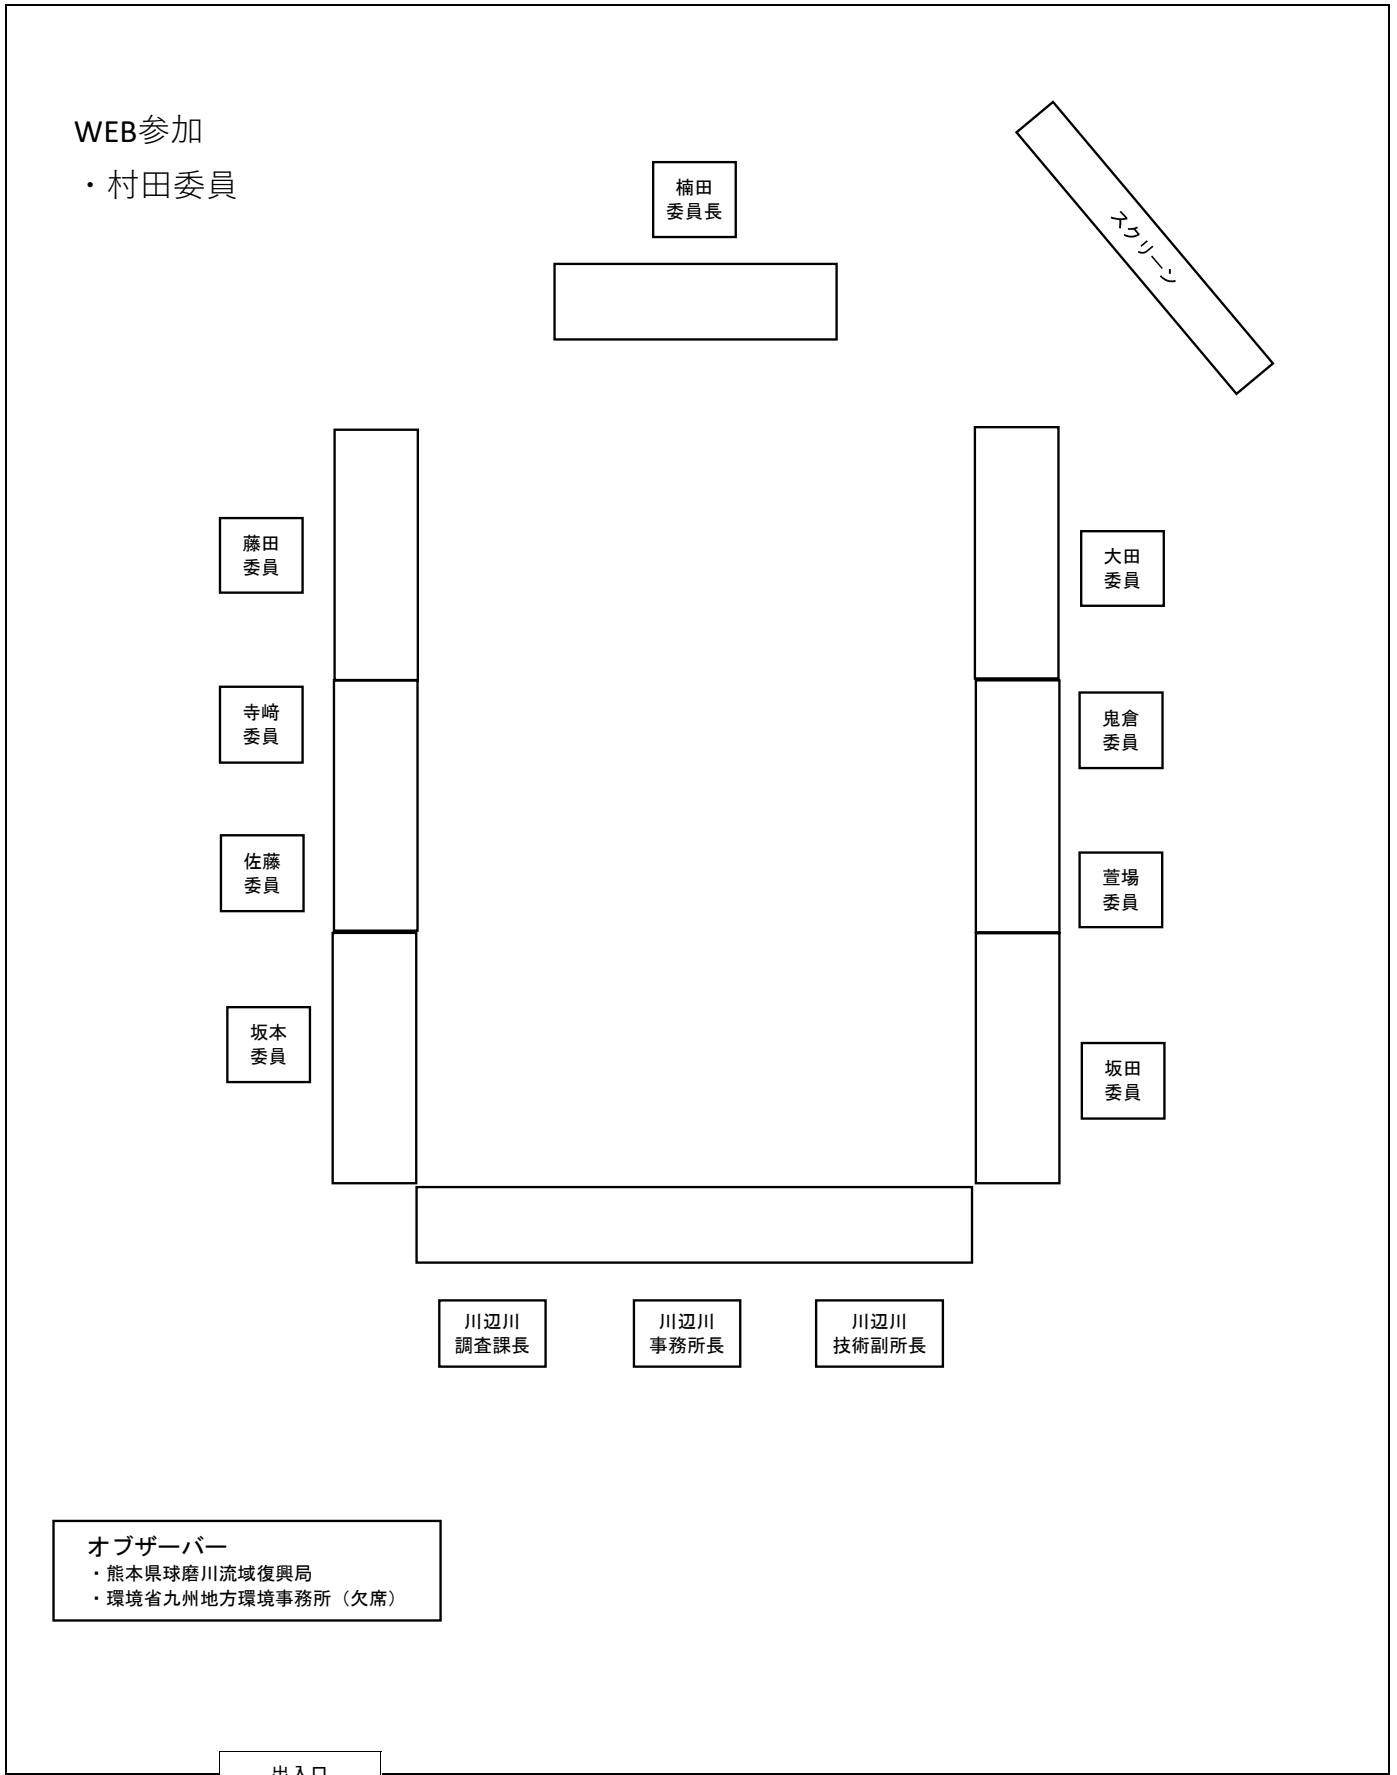 WEB参加
・村田委員
楠田
委員長
スクリーン
藤田
委員
大田
委員
寺﨑
委員
鬼倉
委員
佐藤
委員
萱場
委員
坂本
委員
坂田
委員
川辺川
調査課長
川辺川
事務所長
川辺川
技術副所長
オブザーバー
・熊本県球磨川流域復興局
・環境省九州地方環境事務所（欠席）
出入口